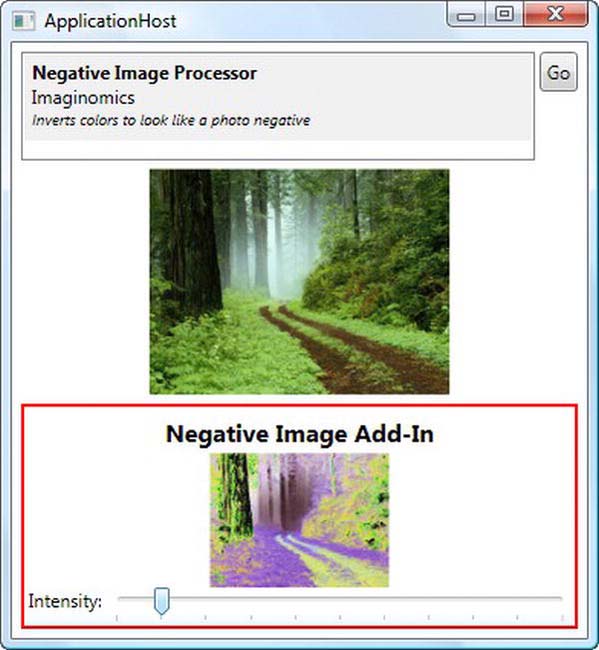 ApplicationHost
Negative Image Processor
Go
Imaginomics
Inverts colors to look like a photo negative
Negative Image Add-In
Intensity: